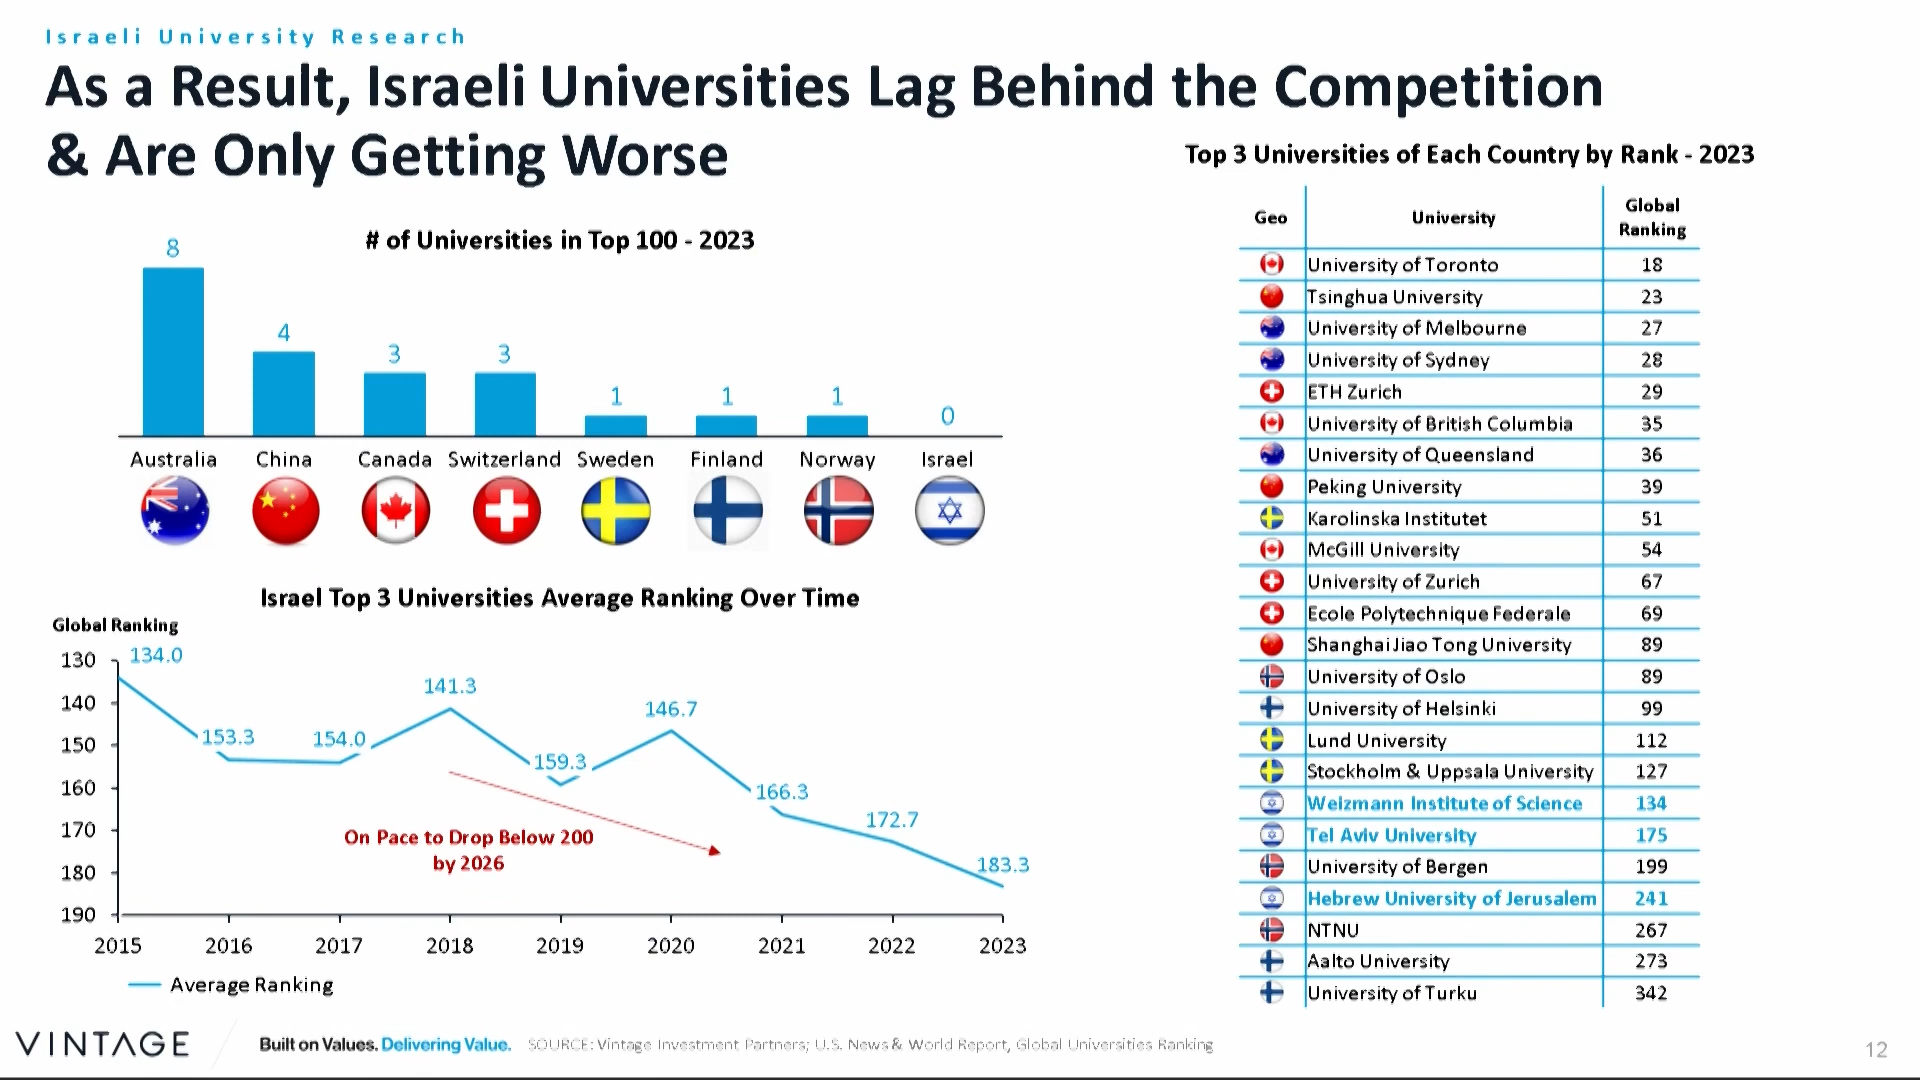 Israeli University Research
As a Result, Israeli Universities Lag Behind the Competition
& Are Only Getting Worse
# of Universities in Top 100 - 2023
8
4
3
3
1
1
1
0
Australia
China
Canada
Switzerland
Sweden
Finland
Norway
Israel
Israel Top 3 Universities Average Ranking Over Time
Global Ranking
130
140
150
160
170
180
190
134.0
153.3
154.0
141.3
159.3
146.7
166.3
172.7
183.3
On Pace to Drop Below 200
by 2026
2015
2016
2017
2018
2019
2020
2021
2022
2023
Average Ranking
Top 3 Universities of Each Country by Rank - 2023
Geo University Global Ranking
University of Toronto 18
Tsinghua University 23
University of Melbourne 27
University of Sydney 28
ETH Zurich 29
University of British Columbia 35
University of Queensland 36
Peking University 39
Karolinska Institutet 51
McGill University 54
University of Zurich 67
Ecole Polytechnique Federale 69
Shanghai Jiao Tong University 89
University of Oslo 89
University of Helsinki 99
Lund University 112
Stockholm & Uppsala University 127
Weizmann Institute of Science 134
Tel Aviv University 175
University of Bergen 199
Hebrew University of Jerusalem 241
NTNU 267
Aalto University 273
University of Turku 342
VINTAGE
Built on Values. Delivering Value.
SOURCE: Vintage Investment Partners; U.S. News & World Report, Global Universities Ranking
12